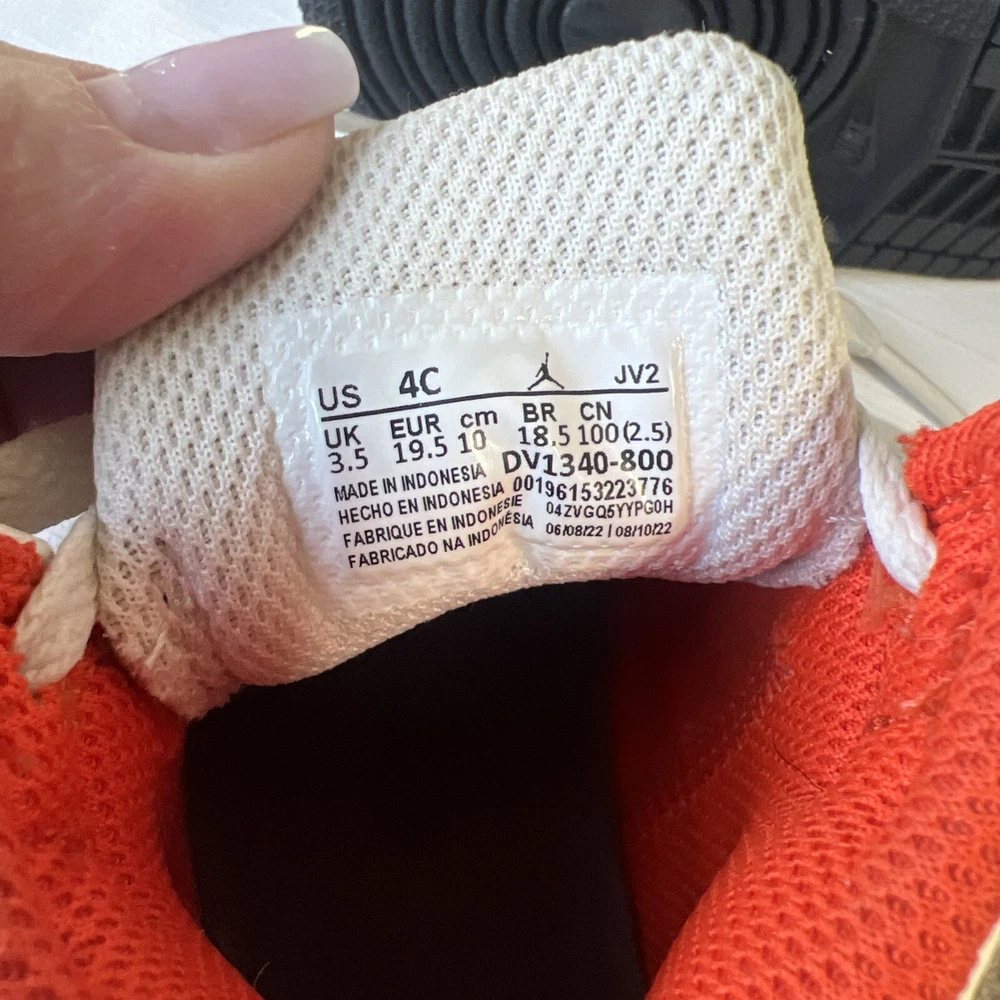 US 4C JV2
UK EUR cm BR CN
3.5 19.5 10 18.5 100 (2.5)
MADE IN INDONESIA DV1340-800
HECHO EN INDONESIA 00196153223776
FABRIQUE EN INDONESIE 04ZVGQ5YYPG0H
FABRICADO NA INDONÉSIA 06/08/22 | 08/10/22